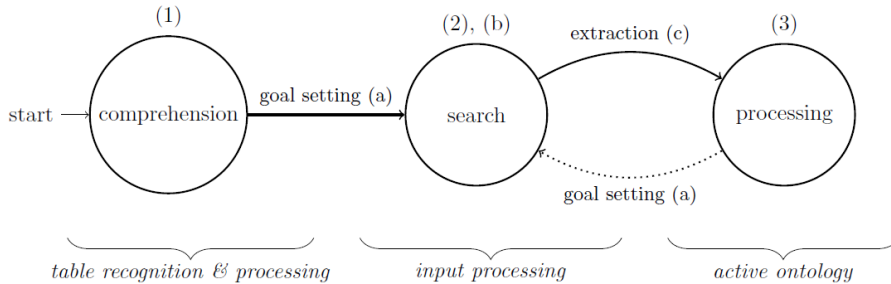 (1)
(2), (b)
(3)
extraction (c)
goal setting (a)
start
comprehension
search
processing
goal setting (a)
table recognition & processing
input processing
active ontology